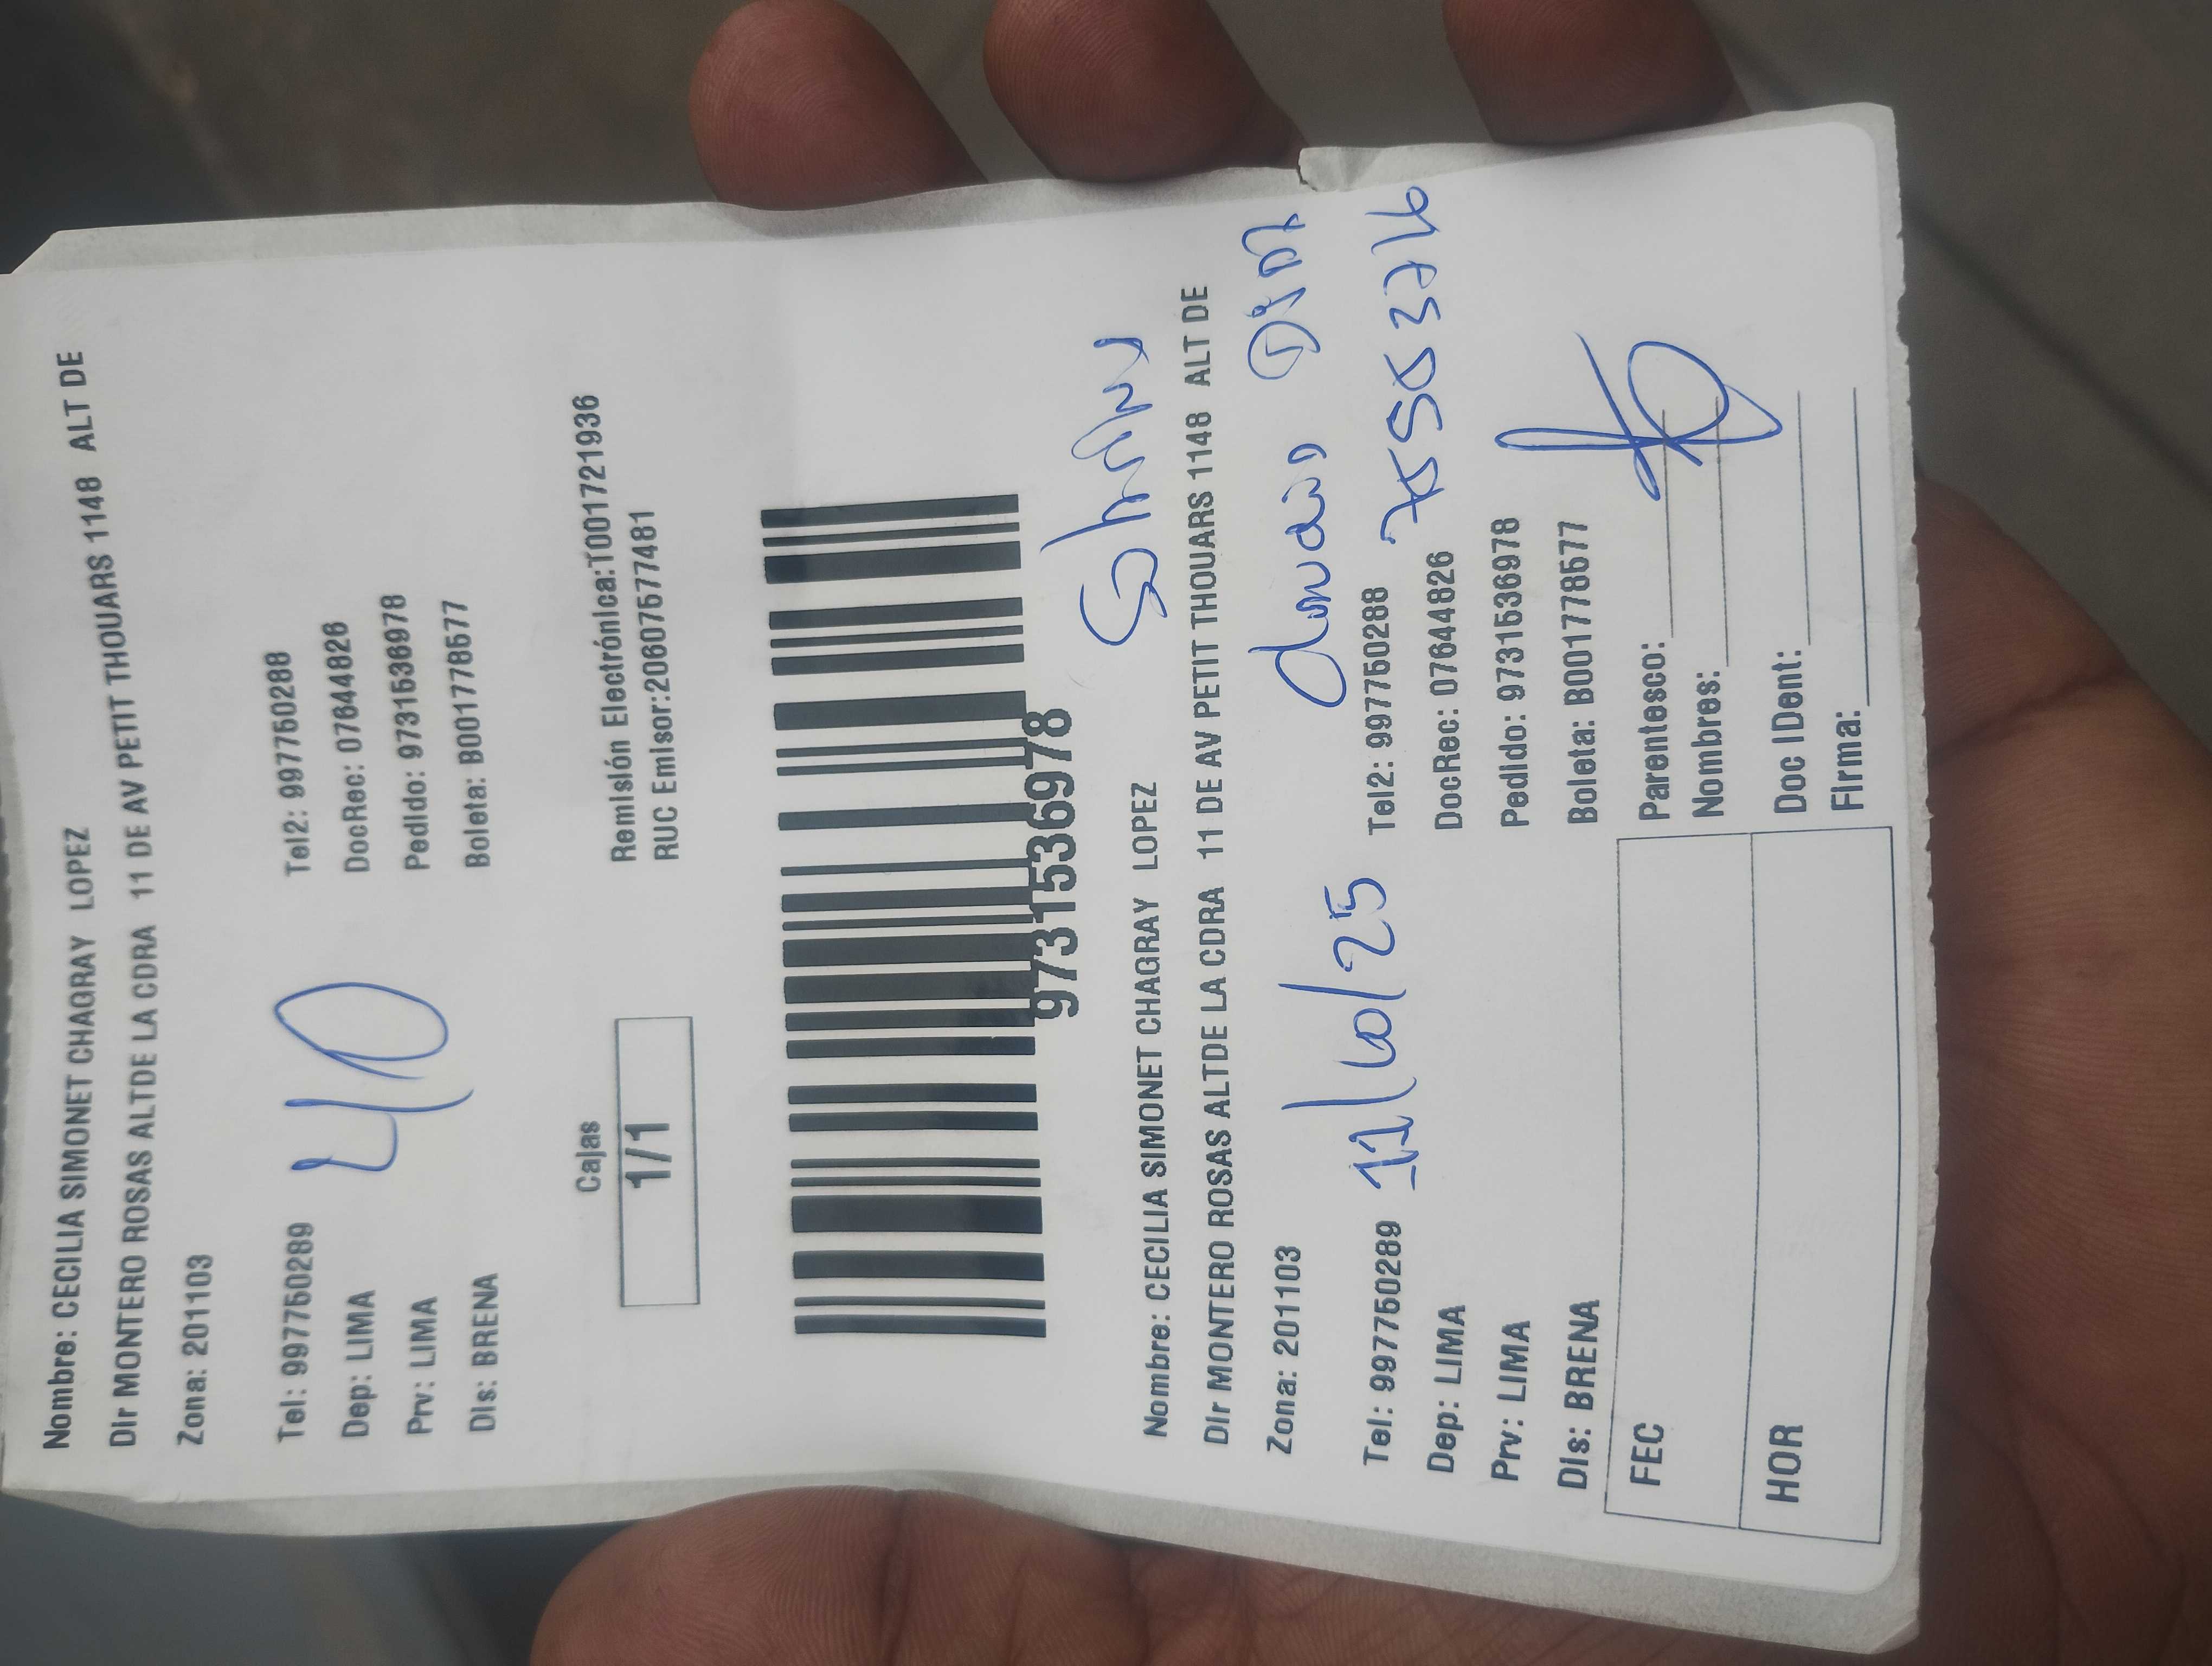 Nombre: CECILIA SIMONET CHAGRAY LOPEZ
Dir MONTERO ROSAS ALTDE LA CDRA 11 DE AV PETIT THOUARS 1148 ALT DE
Zona: 201103
40
Tel: 997750289 Tel2: 997750288
Dep: LIMA DocRec: 07644826
Prv: LIMA Pedido: 9731536978
Dis: BRENA Boleta: B001778577
Cajas
1/1
Remisión Electrónica:T001721936
RUC Emisor:20607577481
9731536978
Nombre: CECILIA SIMONET CHAGRAY LOPEZ
Dir MONTERO ROSAS ALTDE LA CDRA 11 DE AV PETIT THOUARS 1148 ALT DE
Zona: 201103
11/10/25
Tel: 997750289 Tel2: 997750288
Dep: LIMA DocRec: 07644826
Prv: LIMA Pedido: 9731536978
Dis: BRENA Boleta: B001778577
FEC
HOR
Parentesco:
Nombres:
Doc IDent:
Firma: